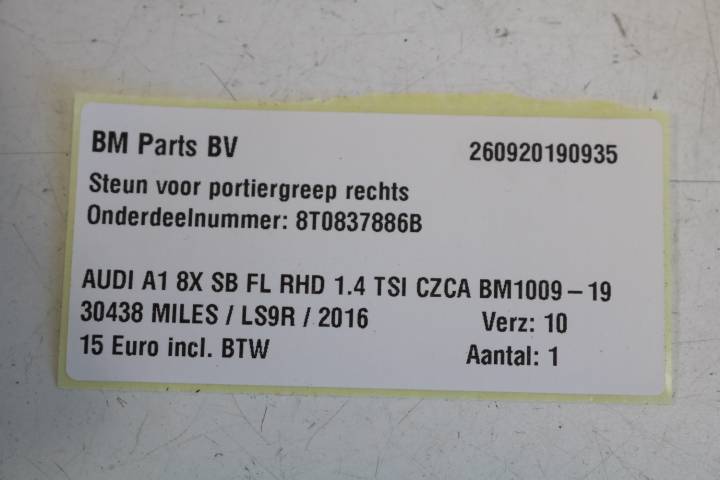 BM Parts BV 260920190935
Steun voor portiergreep rechts
Onderdeelnummer: 8T0837886B
AUDI A1 8X SB FL RHD 1.4 TSI CZCA BM1009-19
30438 MILES / LS9R / 2016 Verz: 10
15 Euro incl. BTW Aantal: 1